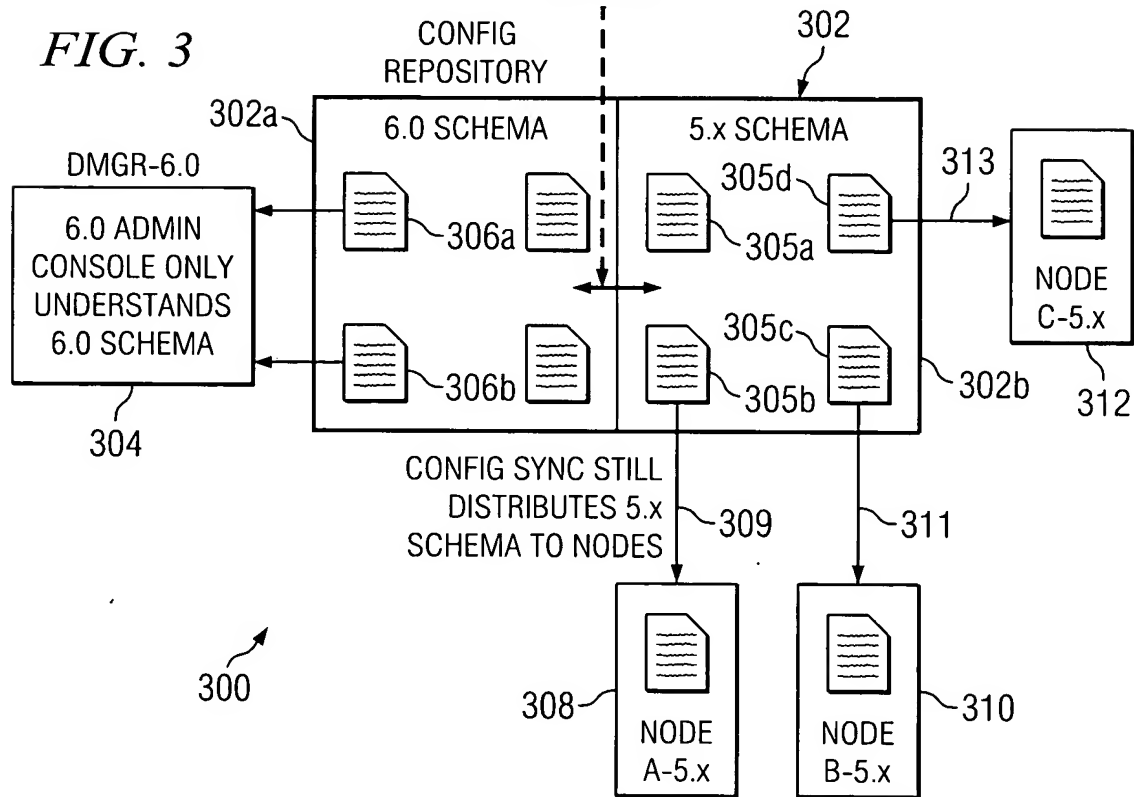 FIG. 3
CONFIG
REPOSITORY
302
302a
6.0 SCHEMA
5.x SCHEMA
DMGR-6.0
6.0 ADMIN
CONSOLE ONLY
UNDERSTANDS
6.0 SCHEMA
304
306a
306b
305a
305d
305c
305b
302b
313
NODE
C-5.x
312
CONFIG SYNC STILL
DISTRIBUTES 5.x
SCHEMA TO NODES
309
311
300
308
NODE
A-5.x
NODE
B-5.x
310